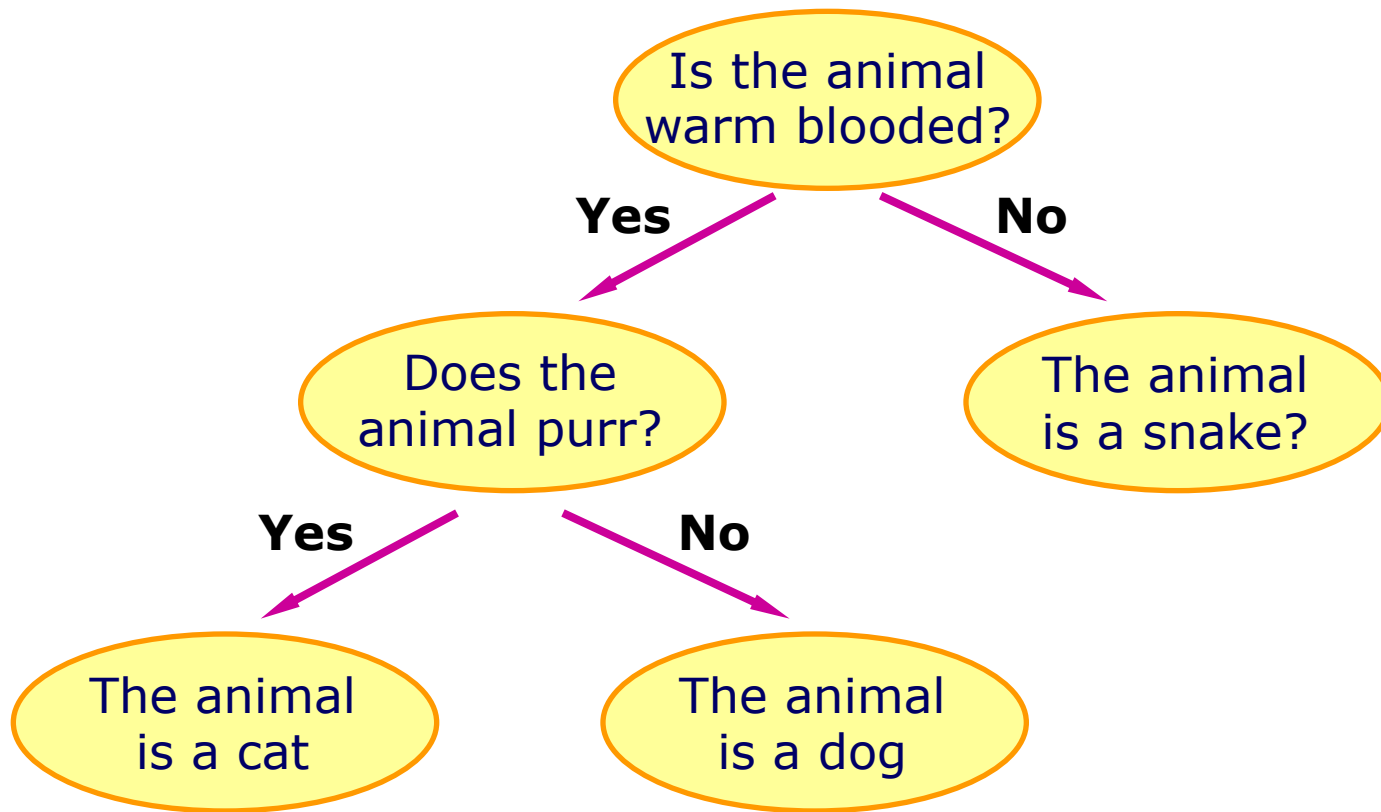 Is the animal
warm blooded?
Yes
No
Does the
animal purr?
The animal
is a snake?
Yes
No
The animal
is a cat
The animal
is a dog